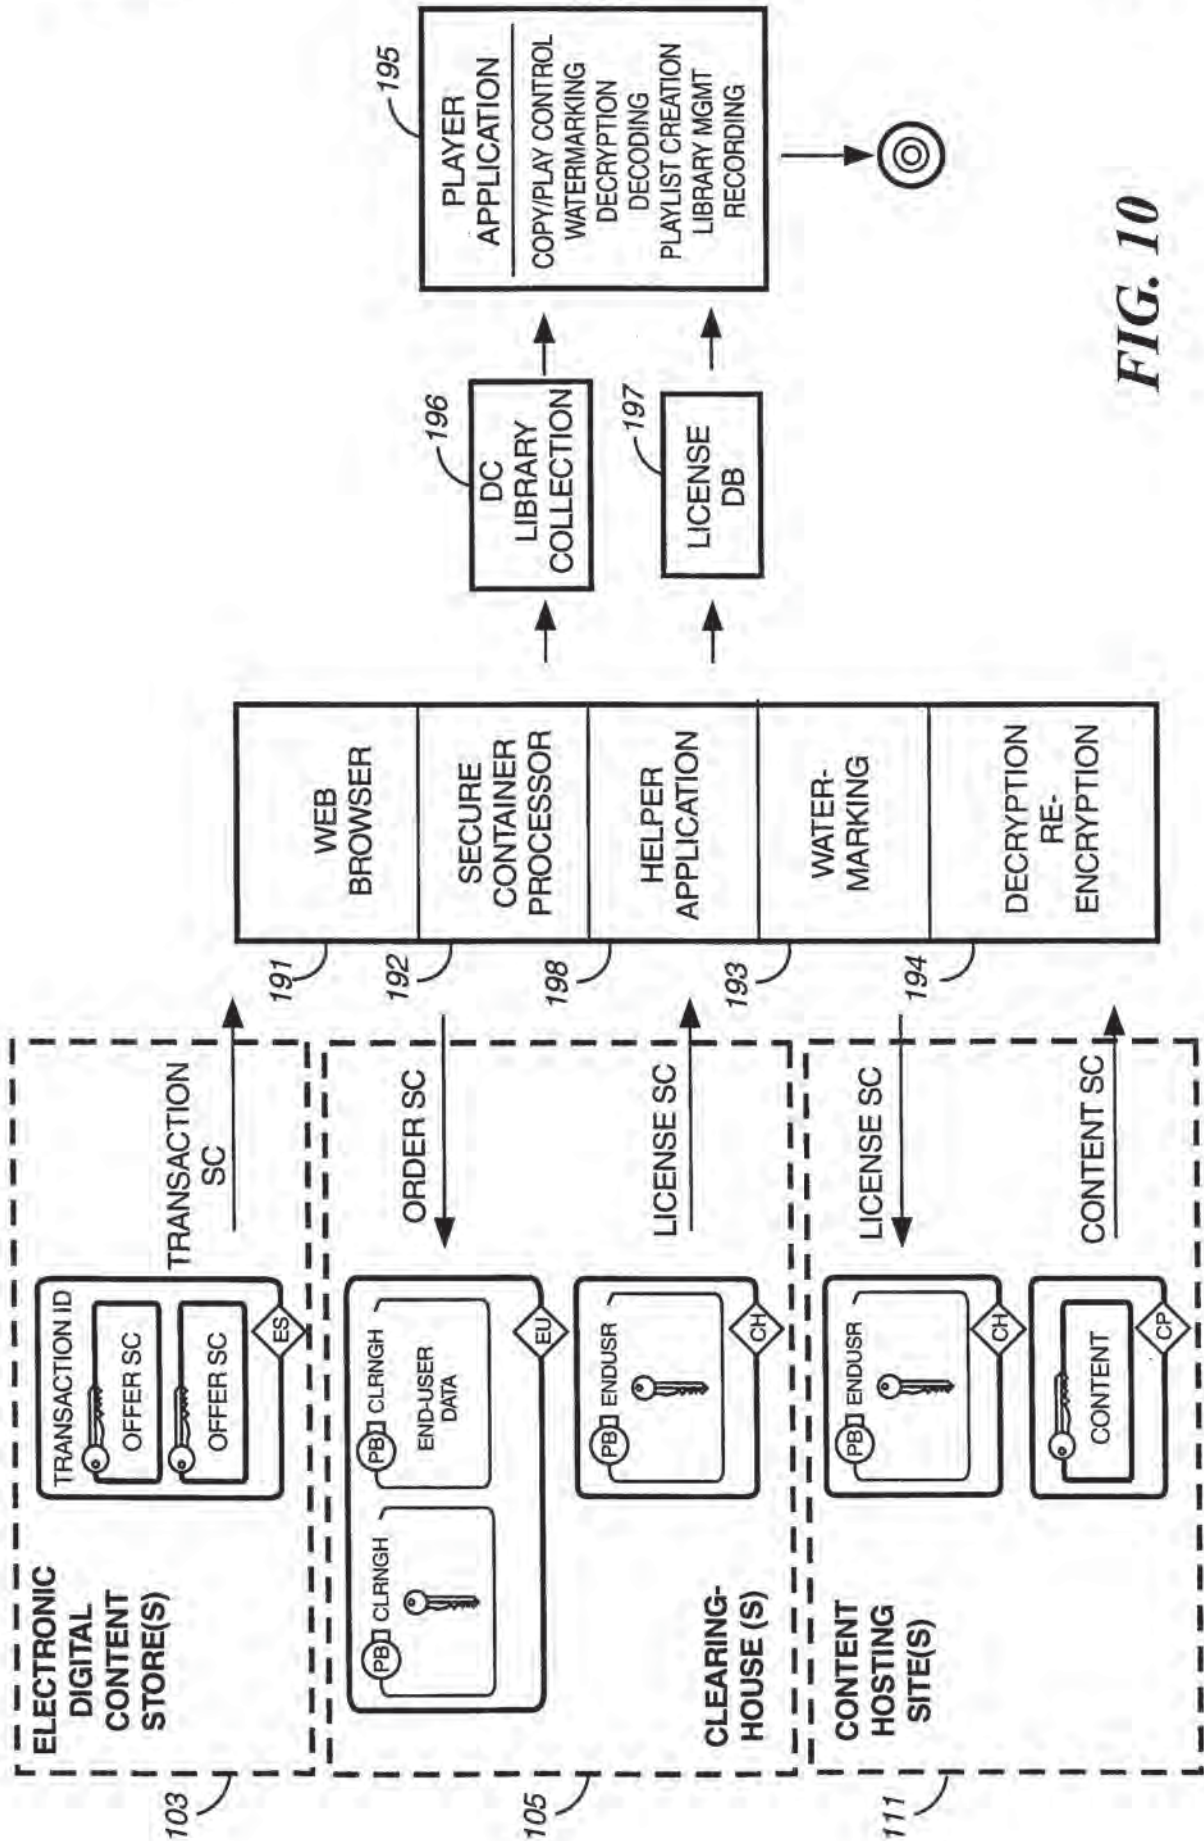 ELECTRONIC
DIGITAL
CONTENT
STORE(S)
103
TRANSACTION ID
OFFER SC
OFFER SC
ES
TRANSACTION
SC
PB
CLRNGH
PB
CLRNGH
END-USER
DATA
EU
ORDER SC
CLEARING-
HOUSE (S)
105
PB
ENDUSR
CH
LICENSE SC
CONTENT
HOSTING
SITE(S)
111
PB
ENDUSR
CH
LICENSE SC
CONTENT
CP
CONTENT SC
191
WEB
BROWSER
192
SECURE
CONTAINER
PROCESSOR
198
HELPER
APPLICATION
193
WATER-
MARKING
194
DECRYPTION
RE-
ENCRYPTION
196
DC
LIBRARY
COLLECTION
197
LICENSE
DB
195
PLAYER
APPLICATION
COPY/PLAY CONTROL
WATERMARKING
DECRYPTION
DECODING
PLAYLIST CREATION
LIBRARY MGMT
RECORDING
FIG. 10